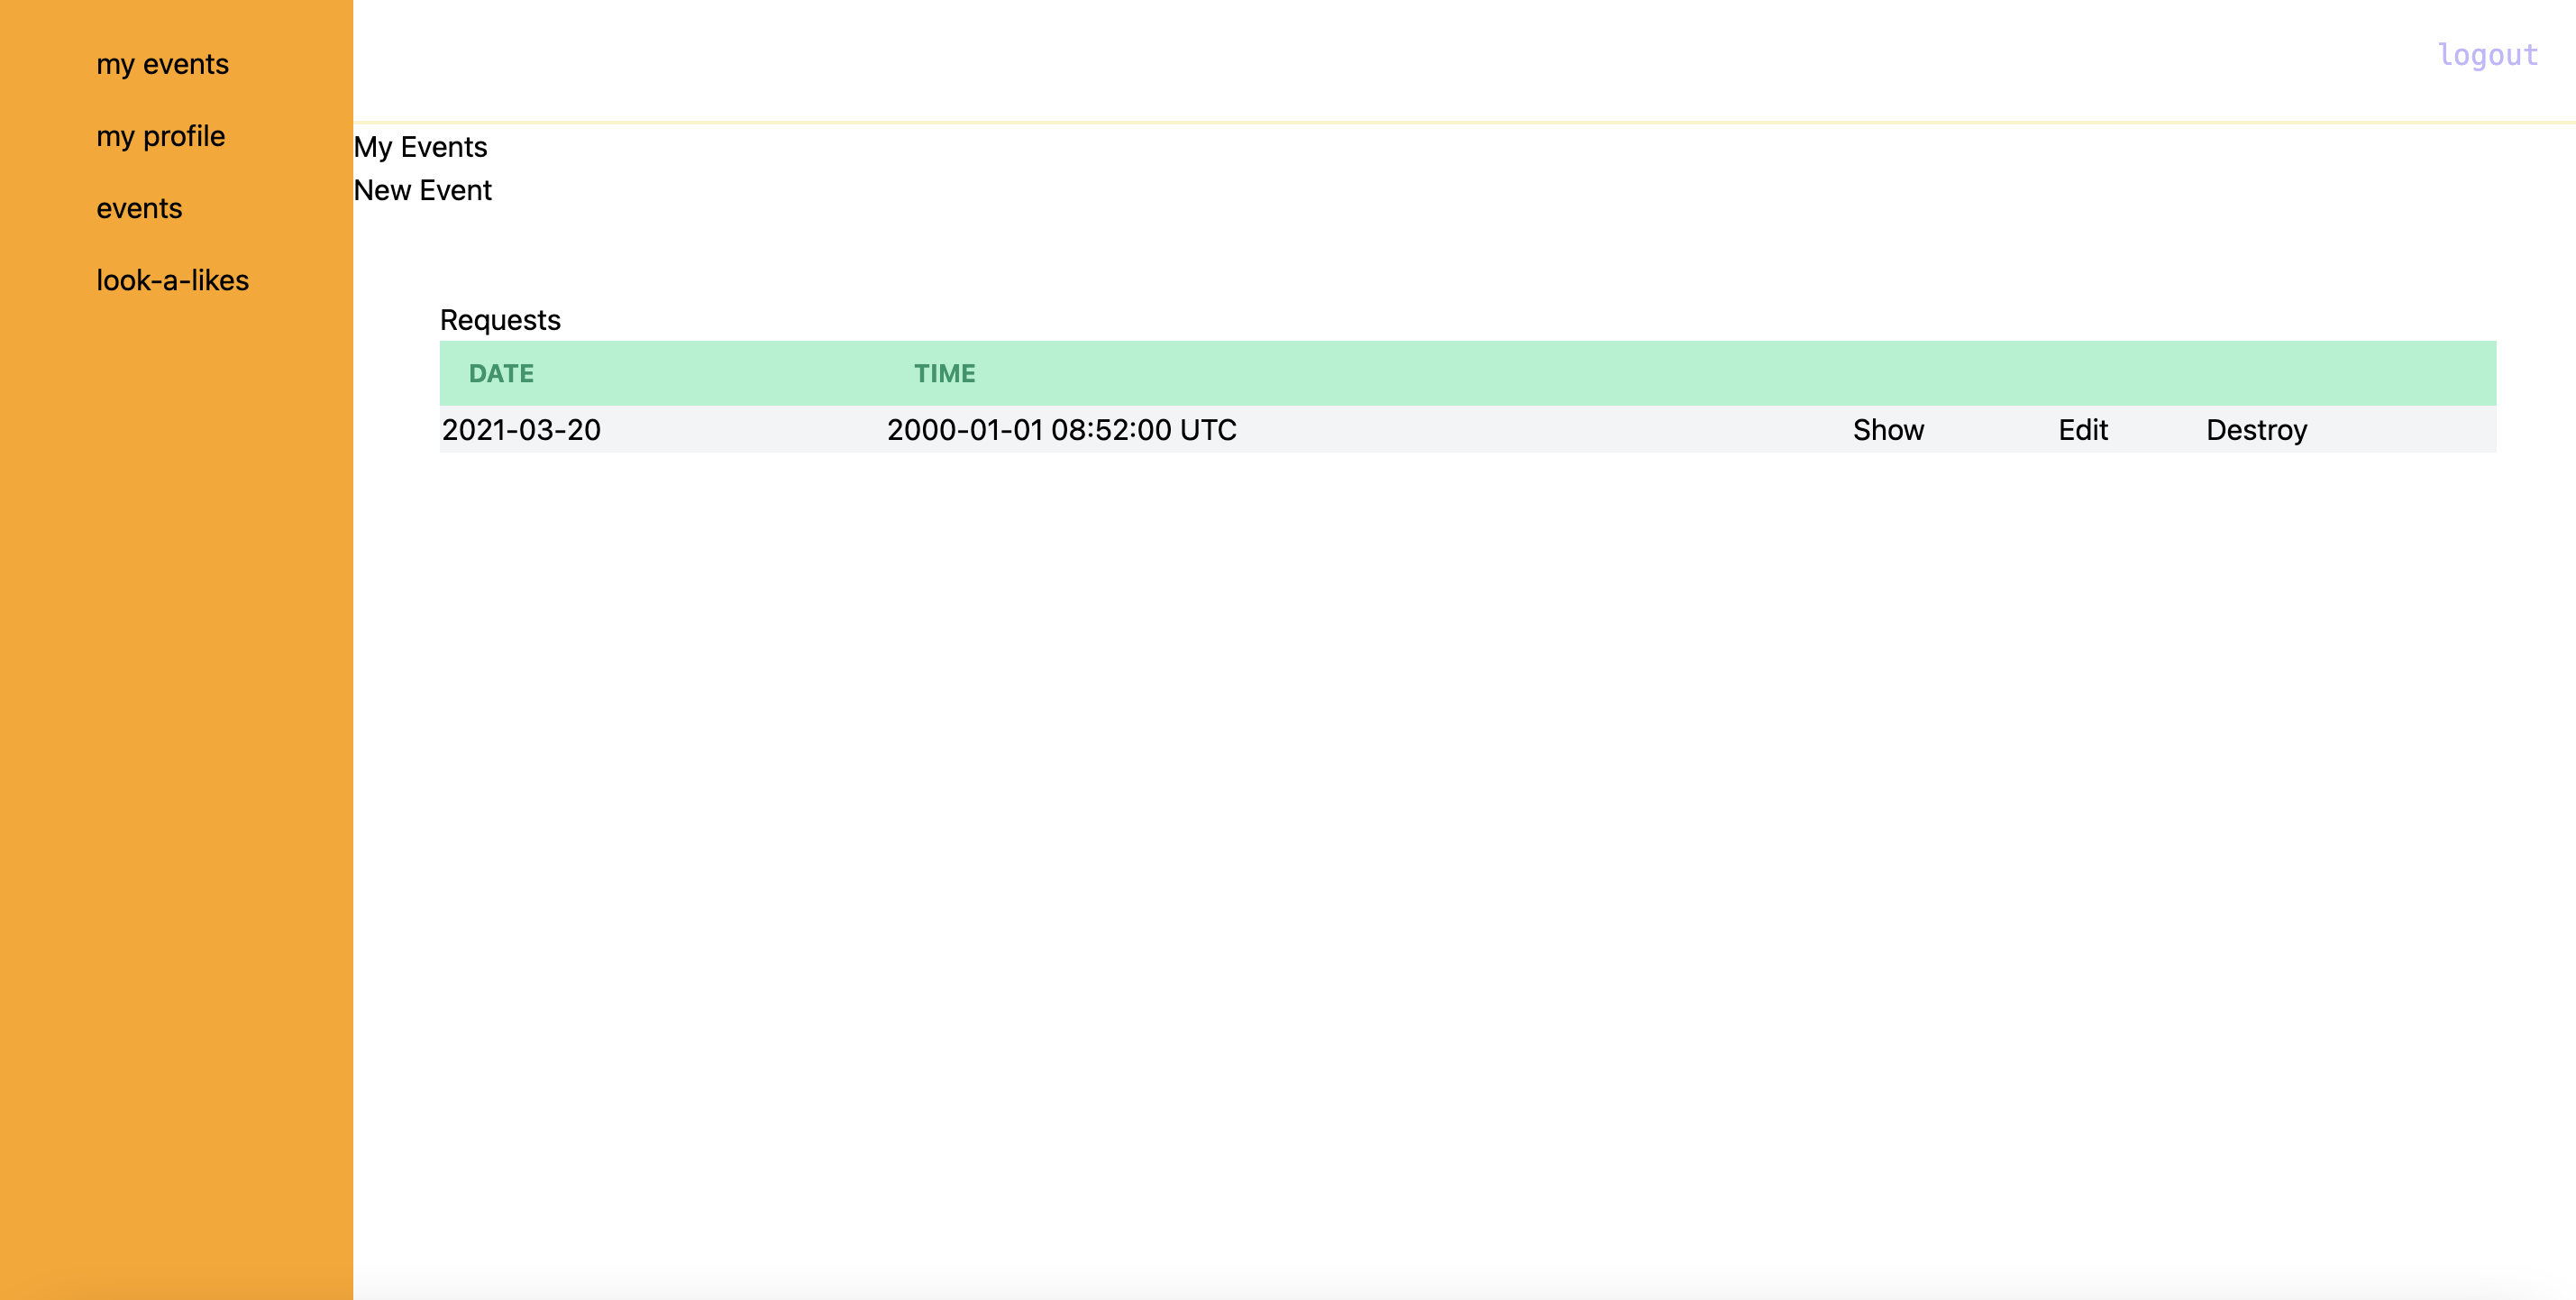 my events
my profile
events
look-a-likes
logout
My Events
New Event
Requests
DATE TIME
2021-03-20 2000-01-01 08:52:00 UTC Show Edit Destroy